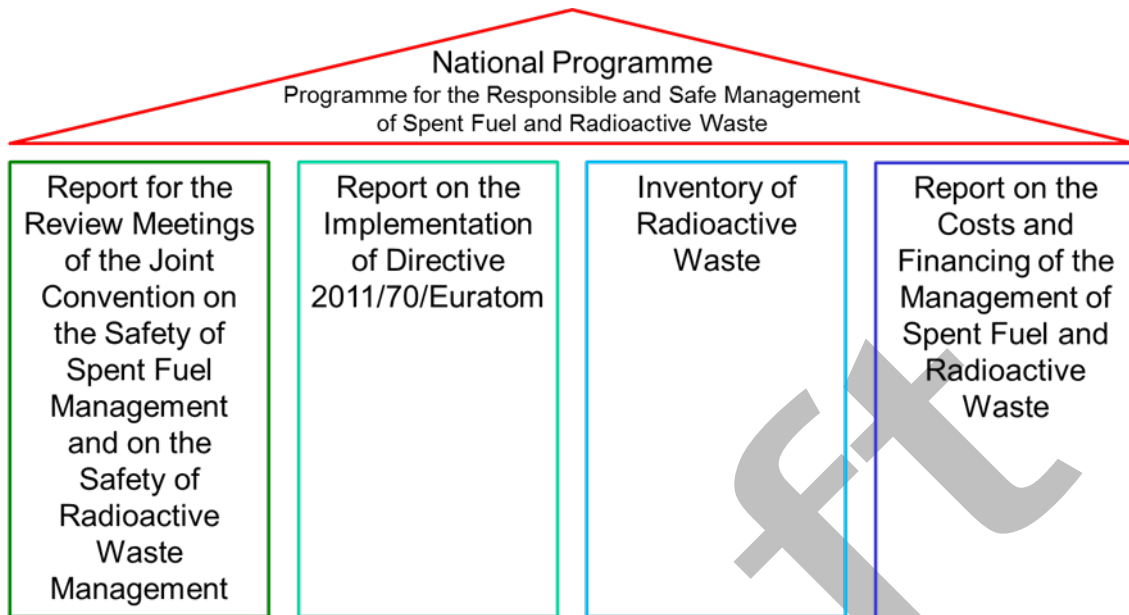 National Programme
Programme for the Responsible and Safe Management
of Spent Fuel and Radioactive Waste
Report for the
Review Meetings
of the Joint
Convention on
the Safety of
Spent Fuel
Management
and on the
Safety of
Radioactive
Waste
Management
Report on the
Implementation
of Directive
2011/70/Euratom
Inventory of
Radioactive
Waste
Report on the
Costs and
Financing of the
Management of
Spent Fuel and
Radioactive
Waste
ft